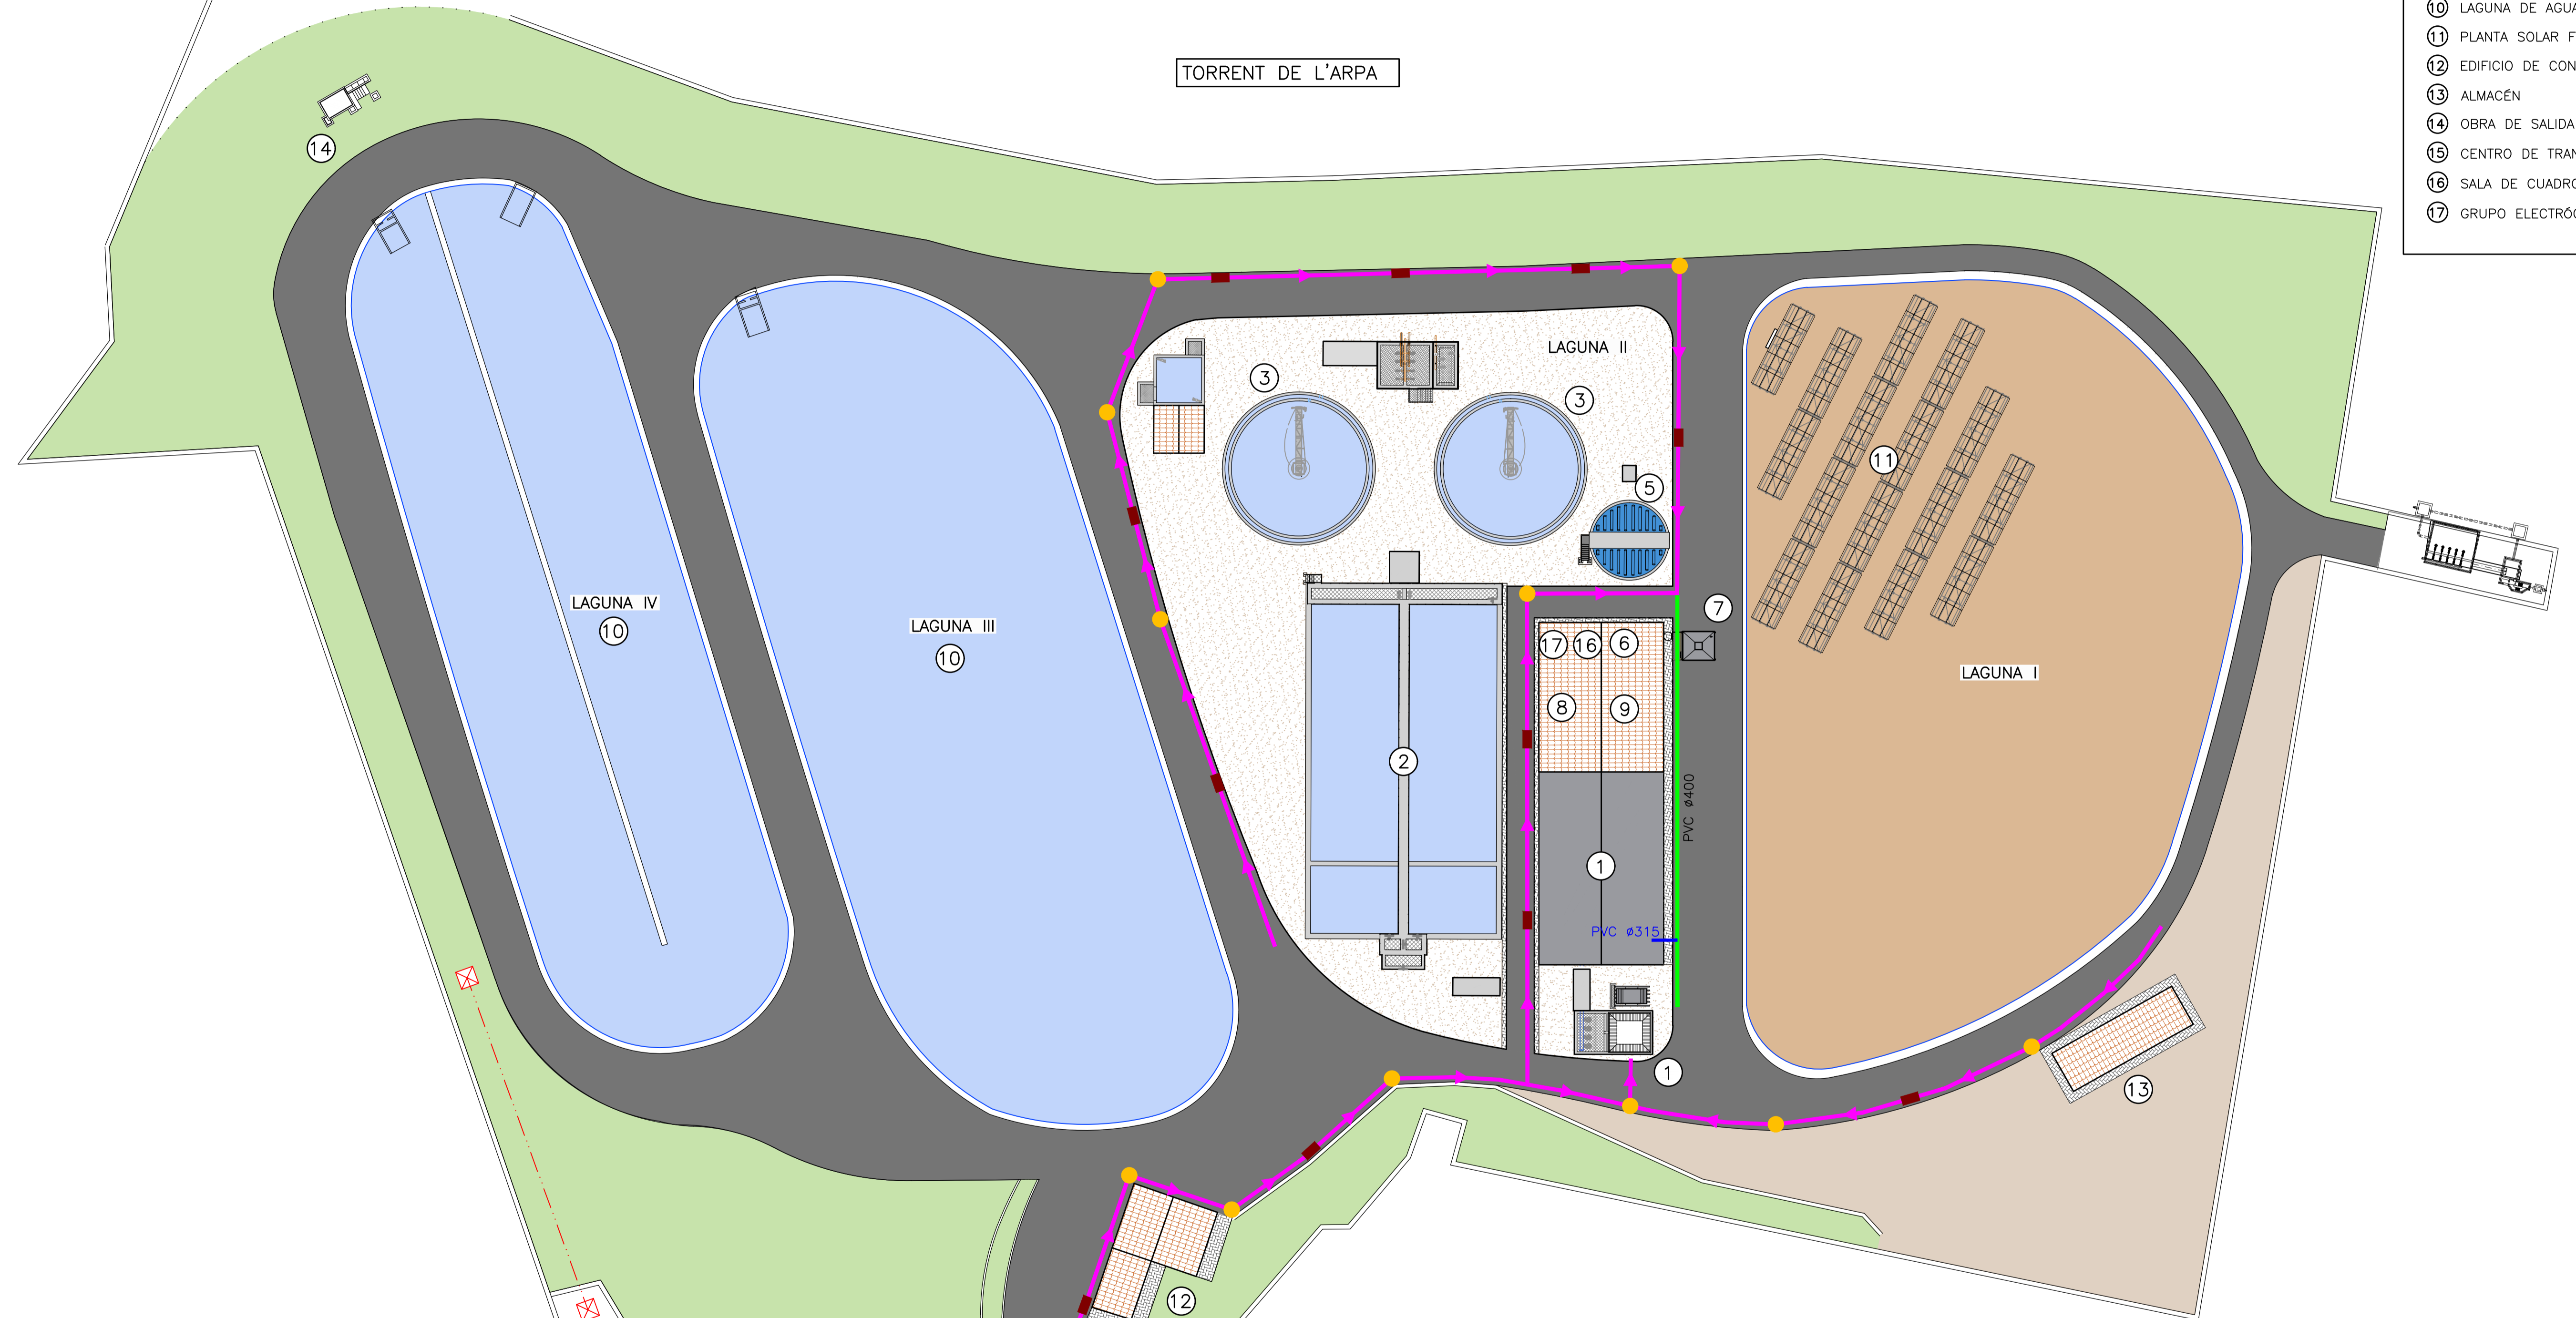 TORRENT DE L'ARPA
10 LAGUNA DE AGUA
11 PLANTA SOLAR F
12 EDIFICIO DE CON
13 ALMACÉN
14 OBRA DE SALIDA
15 CENTRO DE TRAN
16 SALA DE CUADRO
17 GRUPO ELECTRÓG
14
LAGUNA II
3
3
11
5
LAGUNA IV
10
LAGUNA III
10
7
17 16 6
8 9
LAGUNA I
2
PVC ø400
1
PVC ø315
1
13
12